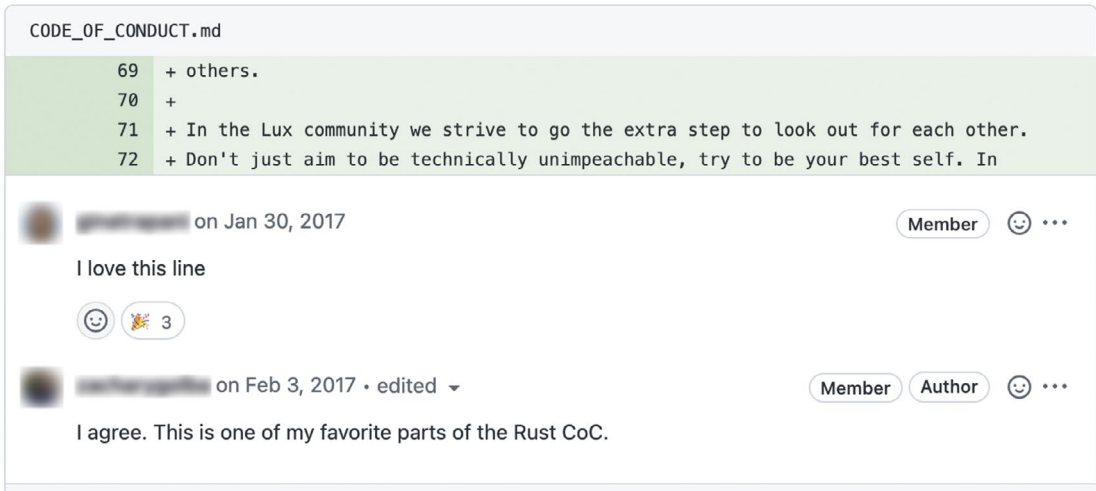 CODE_OF_CONDUCT.md
69 + others.
70 +
71 + In the Lux community we strive to go the extra step to look out for each other.
72 + Don't just aim to be technically unimpeachable, try to be your best self. In
on Jan 30, 2017 Member
I love this line
3
on Feb 3, 2017 • edited Member Author
I agree. This is one of my favorite parts of the Rust CoC.